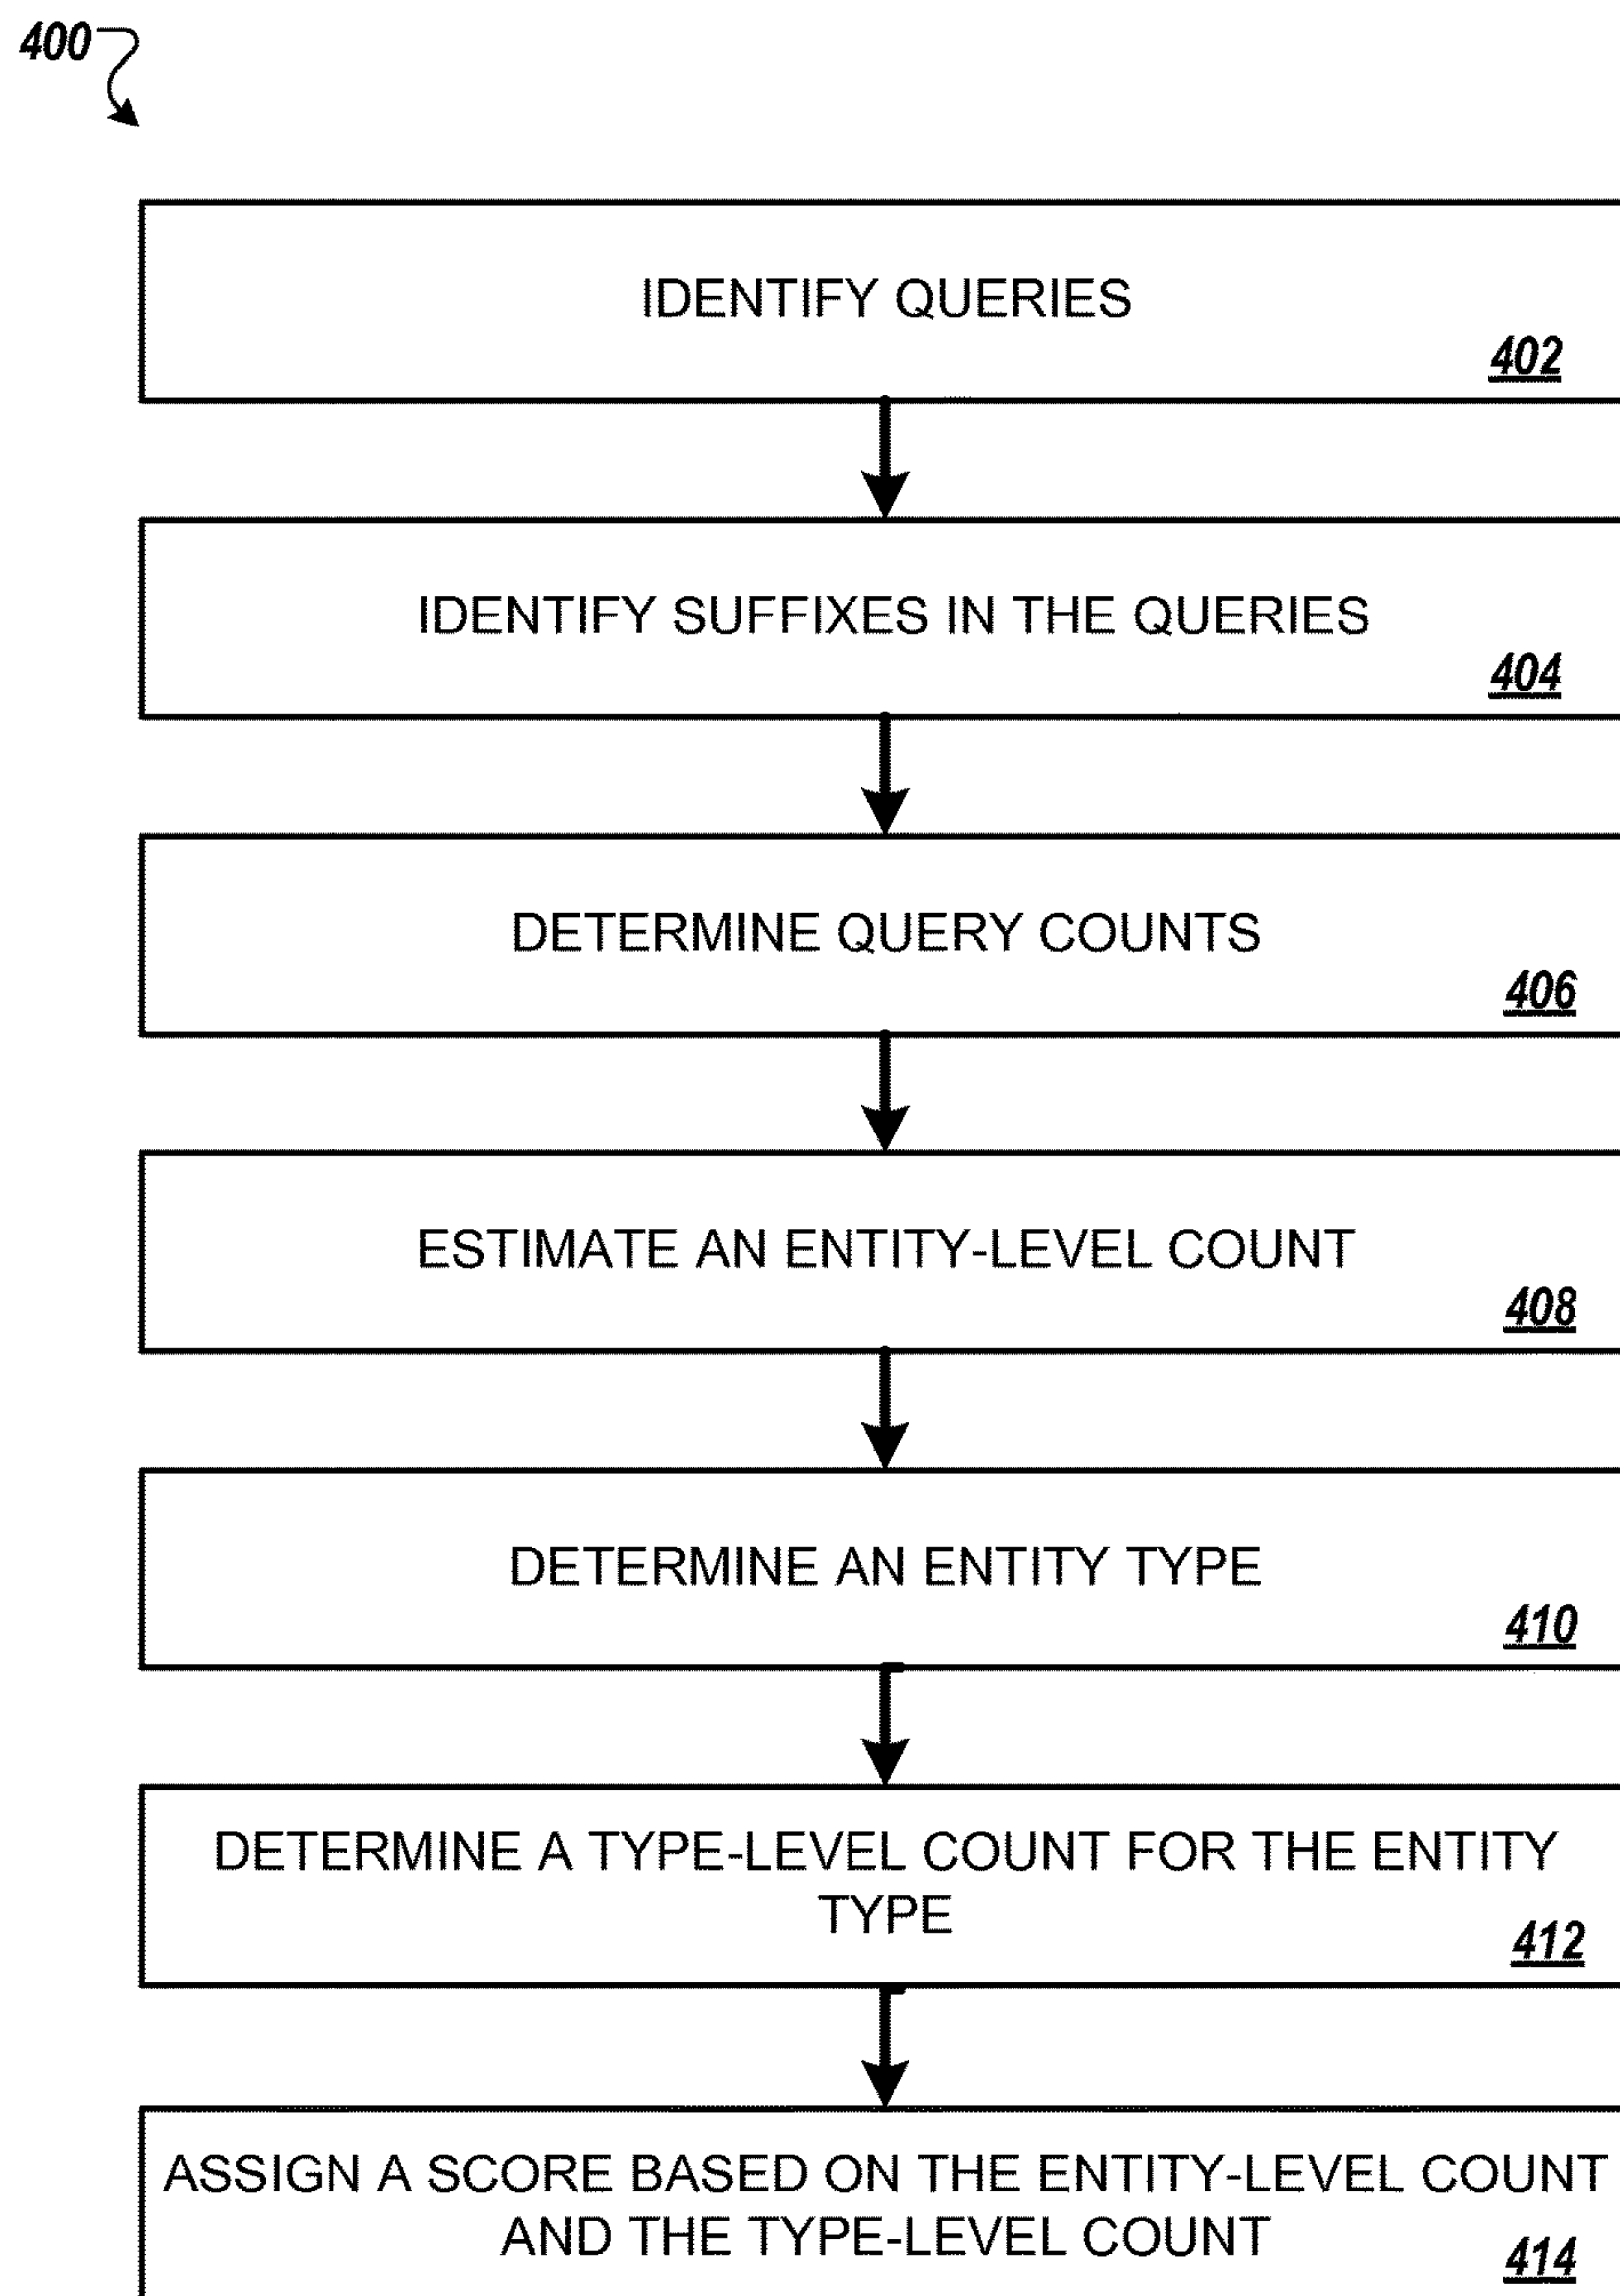 400
IDENTIFY QUERIES
402
IDENTIFY SUFFIXES IN THE QUERIES
404
DETERMINE QUERY COUNTS
406
ESTIMATE AN ENTITY-LEVEL COUNT
408
DETERMINE AN ENTITY TYPE
410
DETERMINE A TYPE-LEVEL COUNT FOR THE ENTITY
TYPE
412
ASSIGN A SCORE BASED ON THE ENTITY-LEVEL COUNT
AND THE TYPE-LEVEL COUNT
414